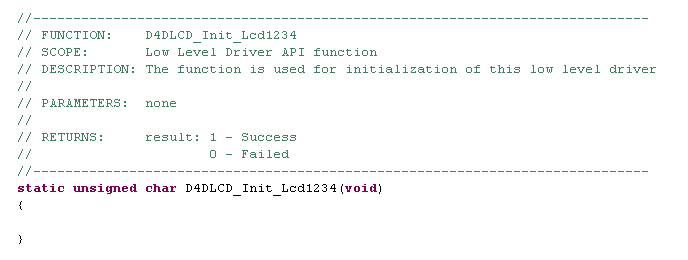 //-----------------------------------------------------------------------------
// FUNCTION:    D4DLCD_Init_Lcd1234
// SCOPE:       Low Level Driver API function
// DESCRIPTION: The function is used for initialization of this low level driver
//
// PARAMETERS:  none
//
// RETURNS:     result: 1 - Success
//                      0 - Failed
//-----------------------------------------------------------------------------
static unsigned char D4DLCD_Init_Lcd1234(void)
{
}